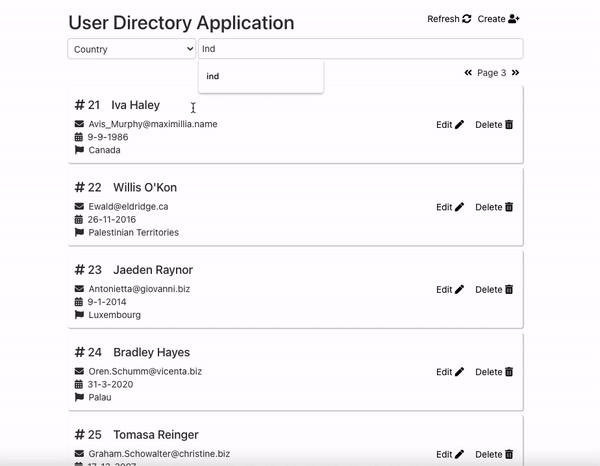 User Directory Application
Refresh Create
Country Ind
ind
Page 3
# 21 Iva Haley
Avis_Murphy@maximillia.name
9-9-1986
Canada
Edit Delete
# 22 Willis O'Kon
Ewald@eldridge.ca
26-11-2016
Palestinian Territories
Edit Delete
# 23 Jaeden Raynor
Antonietta@giovanni.biz
9-1-2014
Luxembourg
Edit Delete
# 24 Bradley Hayes
Oren.Schumm@vicenta.biz
31-3-2020
Palau
Edit Delete
# 25 Tomasa Reinger
Graham.Schowalter@christine.biz
Edit Delete